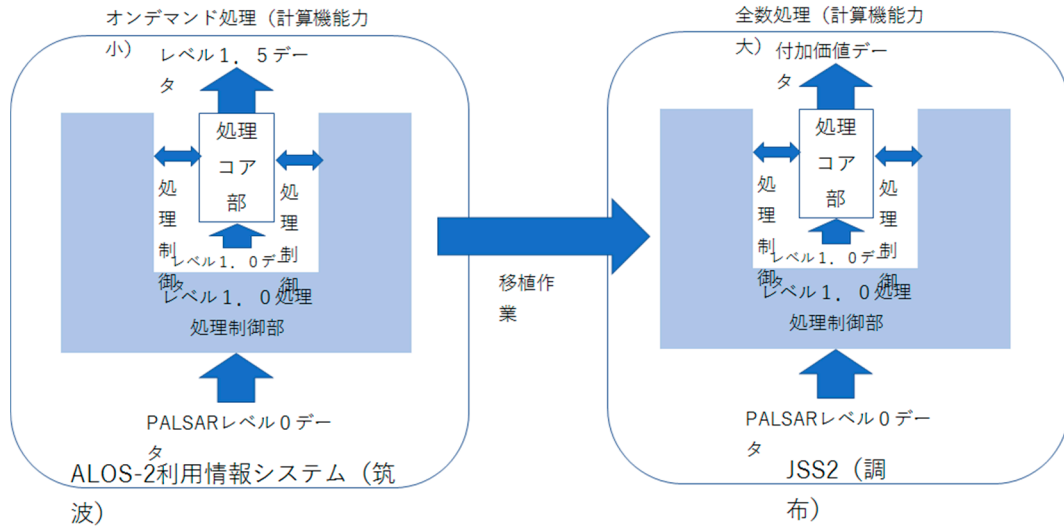 オンデマンド処理（計算機能力
小）
レベル１．５デー
タ
処理
コア
部
処理制御
処理制御
レベル１．０デー
タ
レベル１．０処理
処理制御部
PALSARレベル０デー
タ
ALOS-2利用情報システム（筑
波）
移植作
業
全数処理（計算機能力
大）
付加価値デー
タ
処理
コア
部
処理制御
処理制御
レベル１．０デー
タ
レベル１．０処理
処理制御部
PALSARレベル０デー
タ
JSS2（調
布）